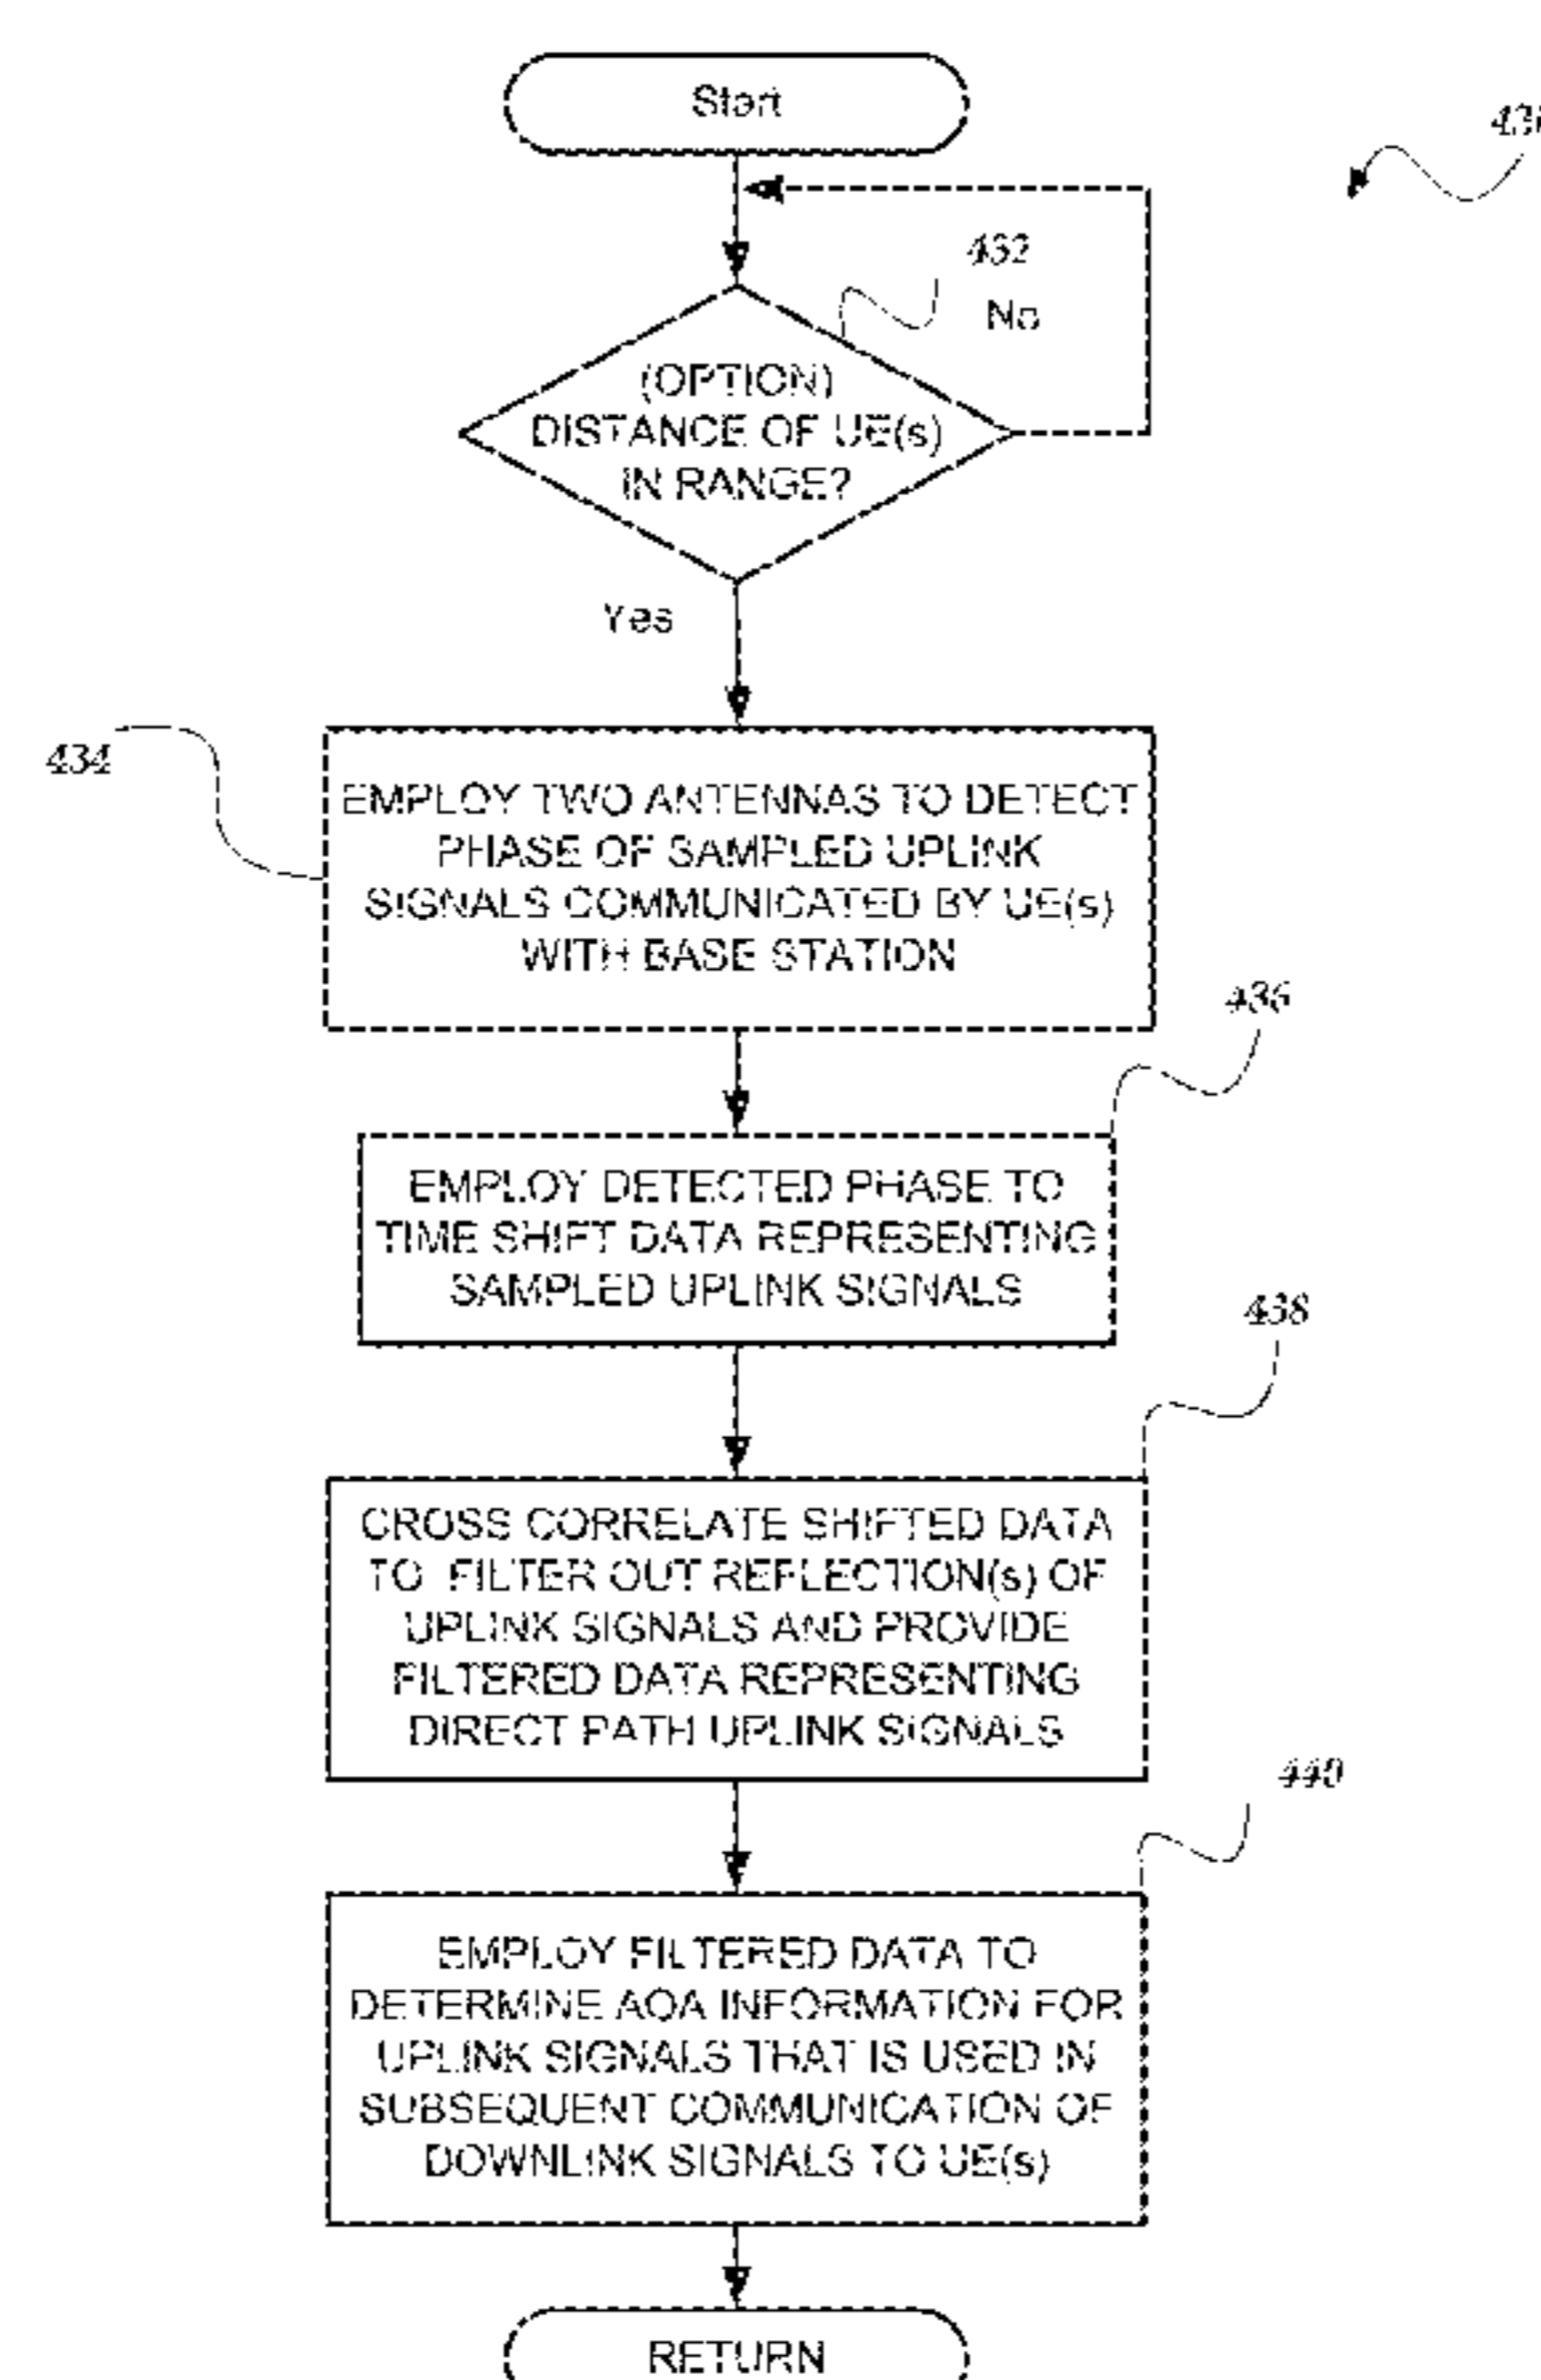 Start
432
No
(OPTION)
DISTANCE OF UE(s)
IN RANGE?
Yes
434
EMPLOY TWO ANTENNAS TO DETECT
PHASE OF SAMPLED UPLINK
SIGNALS COMMUNICATED BY UE(s)
WITH BASE STATION
436
EMPLOY DETECTED PHASE TO
TIME SHIFT DATA REPRESENTING
SAMPLED UPLINK SIGNALS
438
CROSS CORRELATE SHIFTED DATA
TO FILTER OUT REFLECTION(s) OF
UPLINK SIGNALS AND PROVIDE
FILTERED DATA REPRESENTING
DIRECT PATH UPLINK SIGNALS
440
EMPLOY FILTERED DATA TO
DETERMINE AOA INFORMATION FOR
UPLINK SIGNALS THAT IS USED IN
SUBSEQUENT COMMUNICATION OF
DOWNLINK SIGNALS TO UE(s)
RETURN